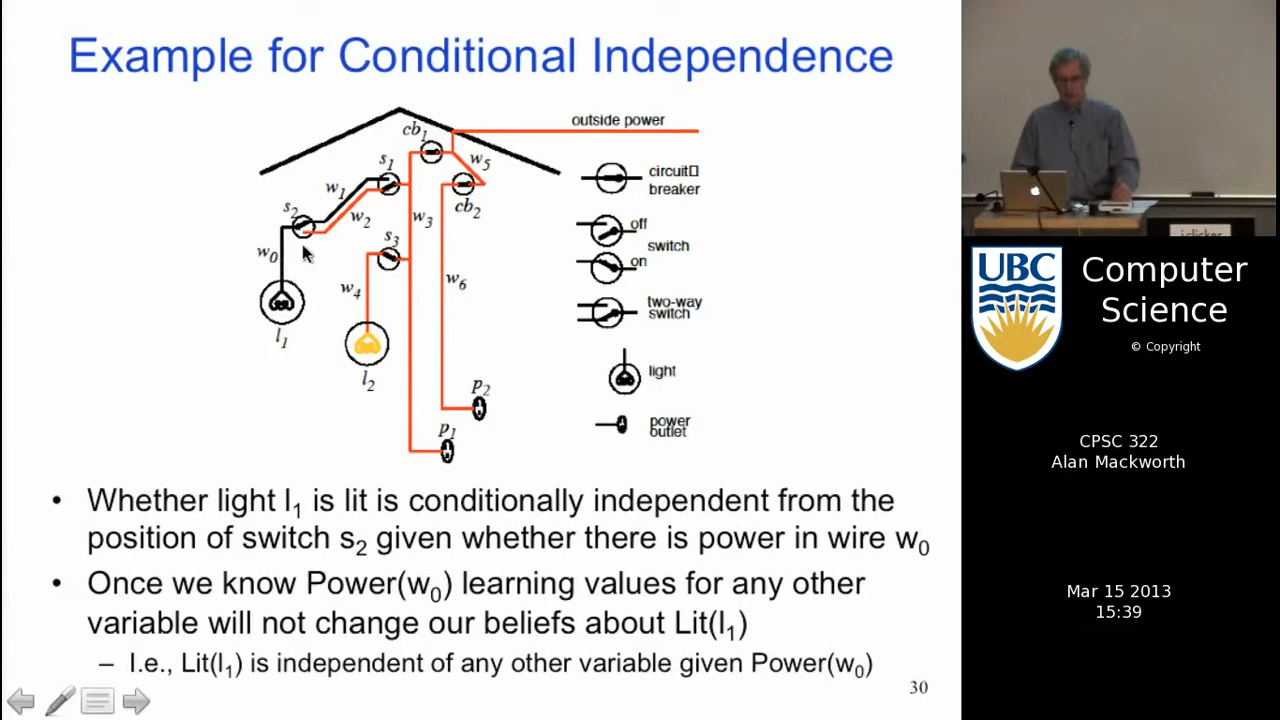 Example for Conditional Independence
outside power
cb1
w5
s1
circuit
breaker
w1
cb2
s2
w2
w3
off
switch
s3
w0
on
w6
w4
two-way
switch
l1
light
l2
p2
power
outlet
p1
• Whether light l1 is lit is conditionally independent from the
position of switch s2 given whether there is power in wire w0
• Once we know Power(w0) learning values for any other
variable will not change our beliefs about Lit(l1)
– I.e., Lit(l1) is independent of any other variable given Power(w0)
30
iclicker
UBC
Computer
Science
© Copyright
CPSC 322
Alan Mackworth
Mar 15 2013
15:39